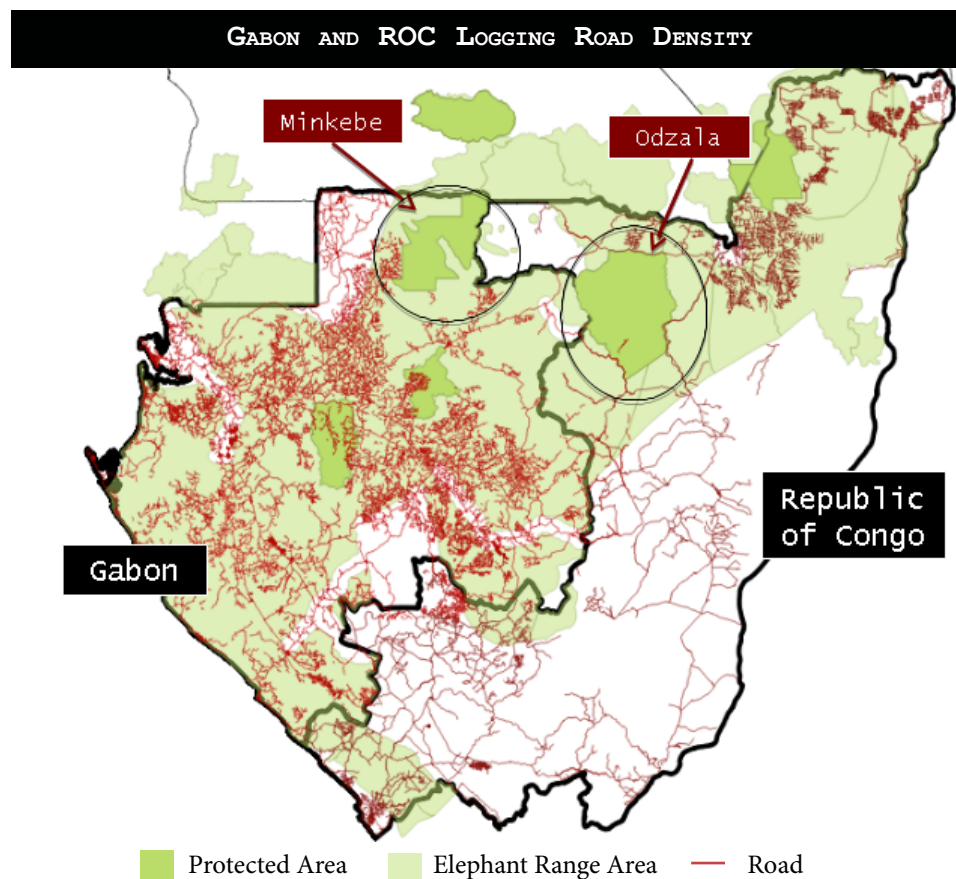 Gabon and ROC Logging Road Density
Minkebe
Odzala
Republic
of Congo
Gabon
Protected Area
Elephant Range Area
Road